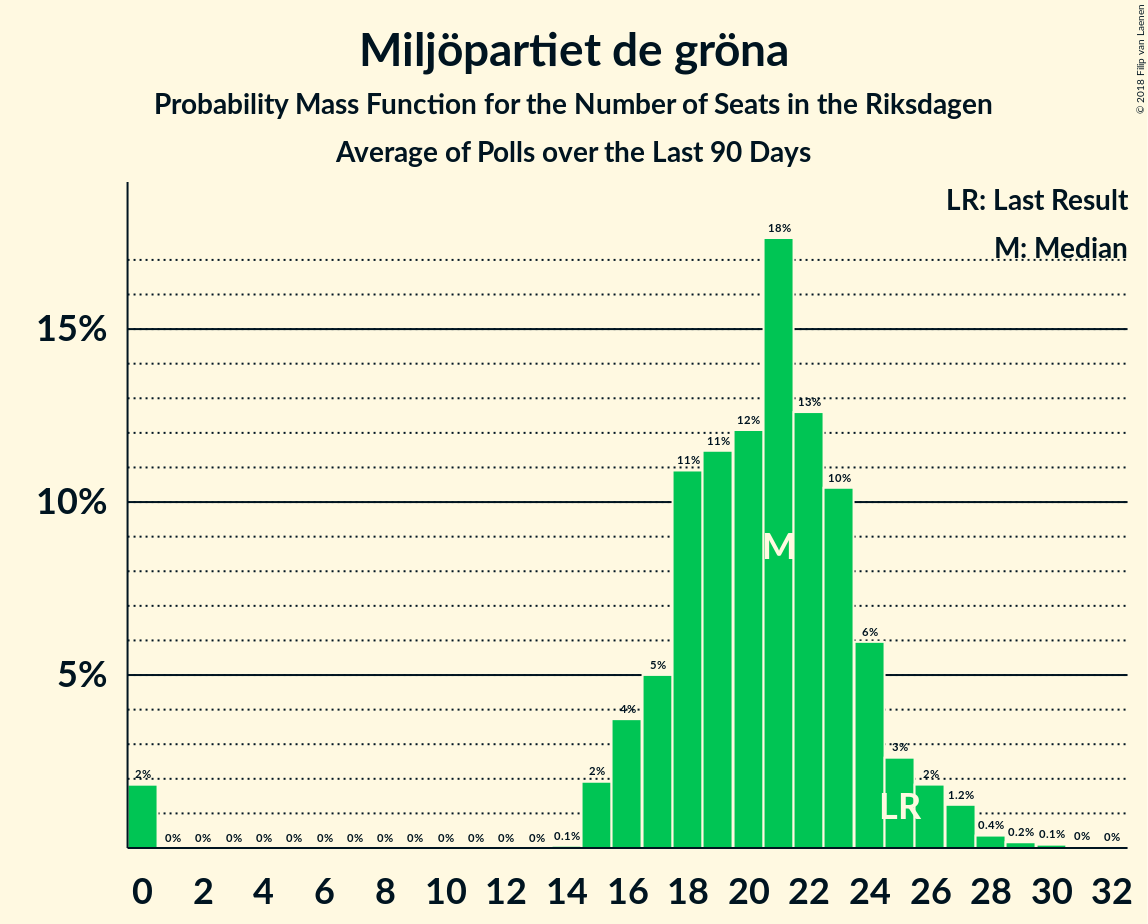 Miljöpartiet de gröna
Probability Mass Function for the Number of Seats in the Riksdagen
Average of Polls over the Last 90 Days
© 2018 Filip van Laenen
LR: Last Result
M: Median
15%
10%
5%
2% 0% 0% 0% 0% 0% 0% 0% 0% 0% 0% 0% 0% 0% 0.1% 2% 4% 5% 11% 11% 12% 18% 13% 10% 6% 3% 2% 1.2% 0.4% 0.2% 0.1% 0% 0%
M
LR
0 2 4 6 8 10 12 14 16 18 20 22 24 26 28 30 32